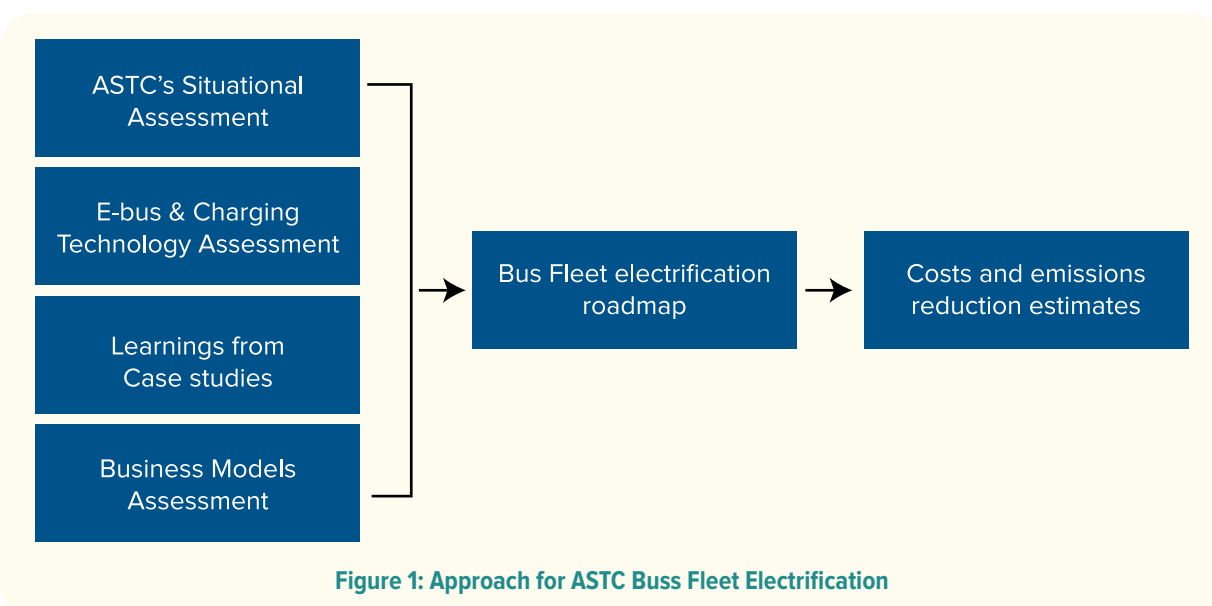 ASTC's Situational
Assessment
E-bus & Charging
Technology Assessment
Learnings from
Case studies
Business Models
Assessment
Bus Fleet electrification
roadmap
Costs and emissions
reduction estimates
Figure 1: Approach for ASTC Buss Fleet Electrification